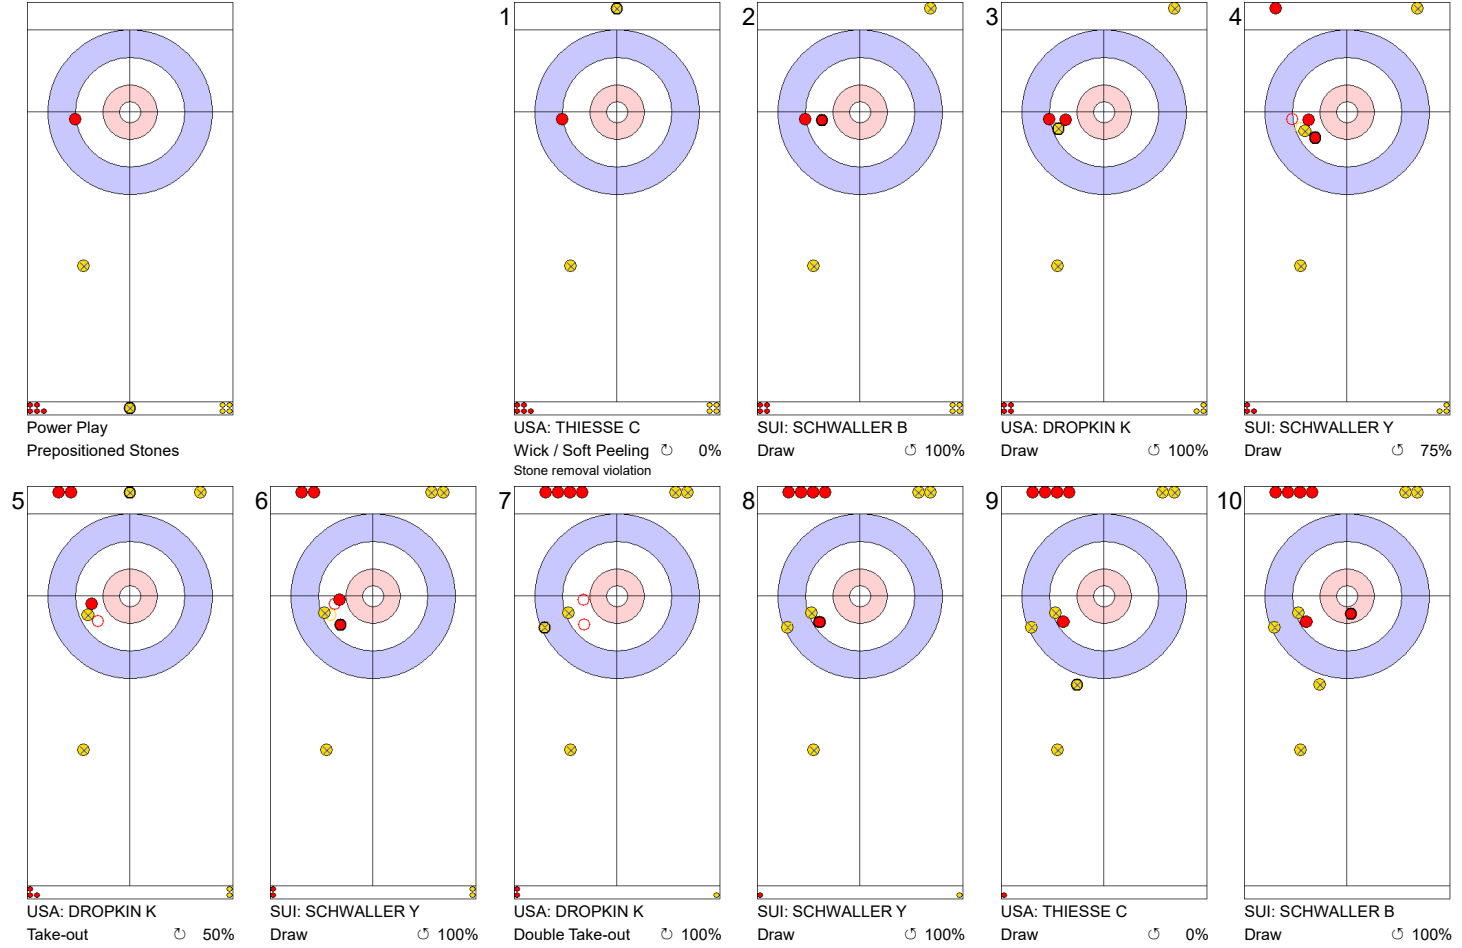 1
2
3
4
Power Play
Prepositioned Stones
USA: THIESSE C
Wick / Soft Peeling ↻ 0%
Stone removal violation
SUI: SCHWALLER B
Draw ↺ 100%
USA: DROPKIN K
Draw ↺ 100%
SUI: SCHWALLER Y
Draw ↺ 75%
5
6
7
8
9
10
USA: DROPKIN K
Take-out ↻ 50%
SUI: SCHWALLER Y
Draw ↺ 100%
USA: DROPKIN K
Double Take-out ↻ 100%
SUI: SCHWALLER Y
Draw ↺ 100%
USA: THIESSE C
Draw ↺ 0%
SUI: SCHWALLER B
Draw ↺ 100%